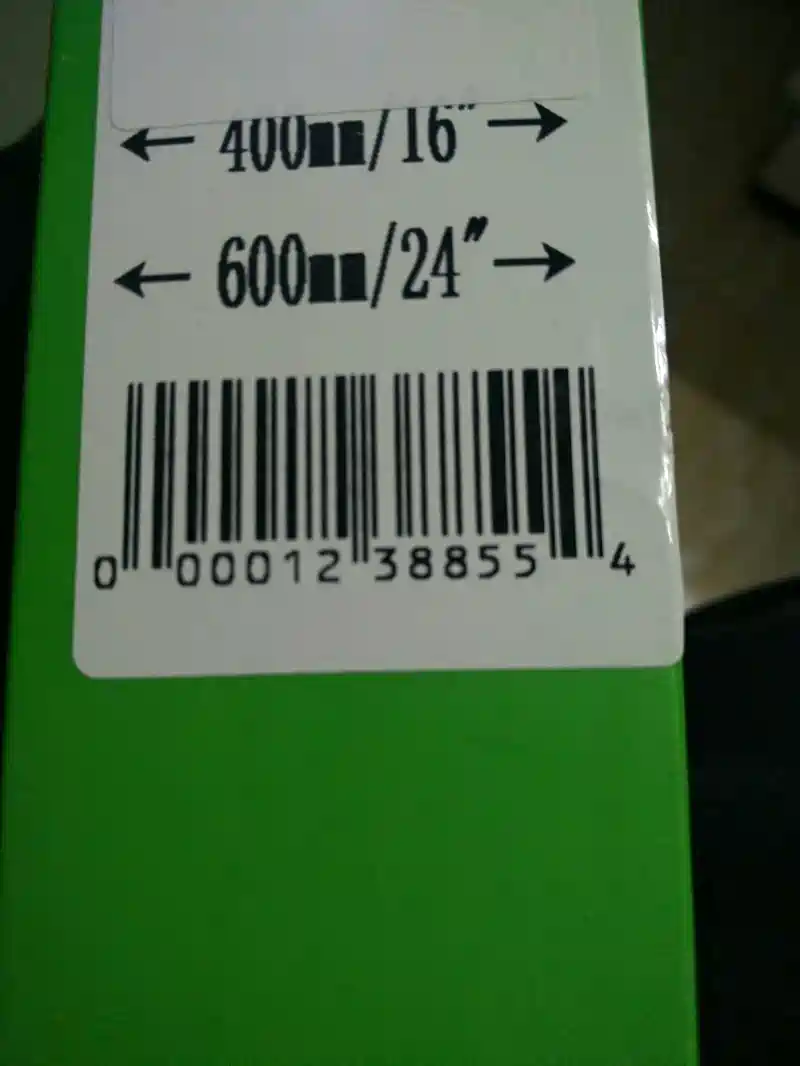 ← 400mm/16" →
← 600mm/24" →
0 00012 38855 4